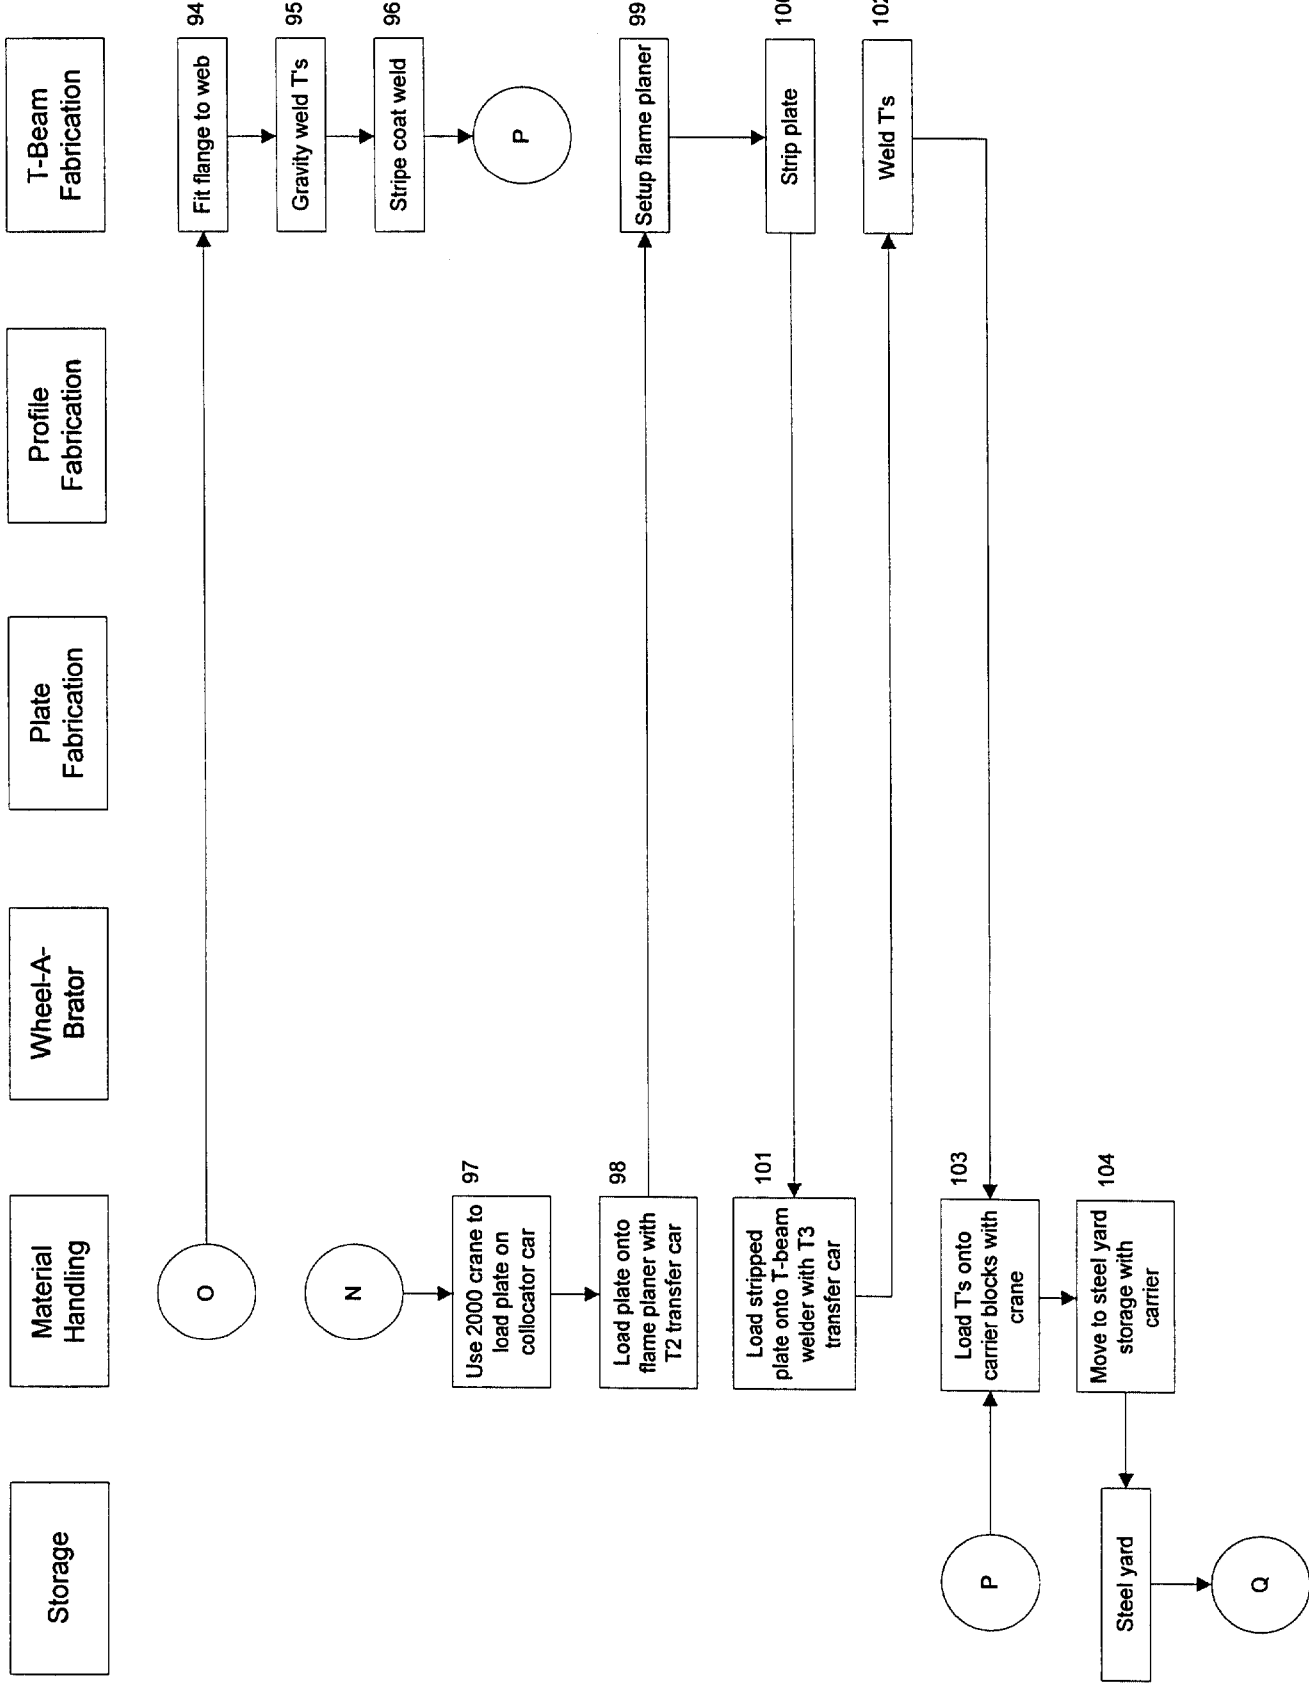 Storage
Material
Handling
Wheel-A-
Brator
Plate
Fabrication
Profile
Fabrication
T-Beam
Fabrication
O
Fit flange to web
94
Gravity weld T's
95
N
Stripe coat weld
96
Use 2000 crane to
load plate on
collocator car
97
P
Load plate onto
flame planer with
T2 transfer car
98
Setup flame planer
99
Load stripped
plate onto T-beam
welder with T3
transfer car
101
Strip plate
100
Weld T's
102
P
Load T's onto
carrier blocks with
crane
103
Move to steel yard
storage with
carrier
104
Steel yard
Q